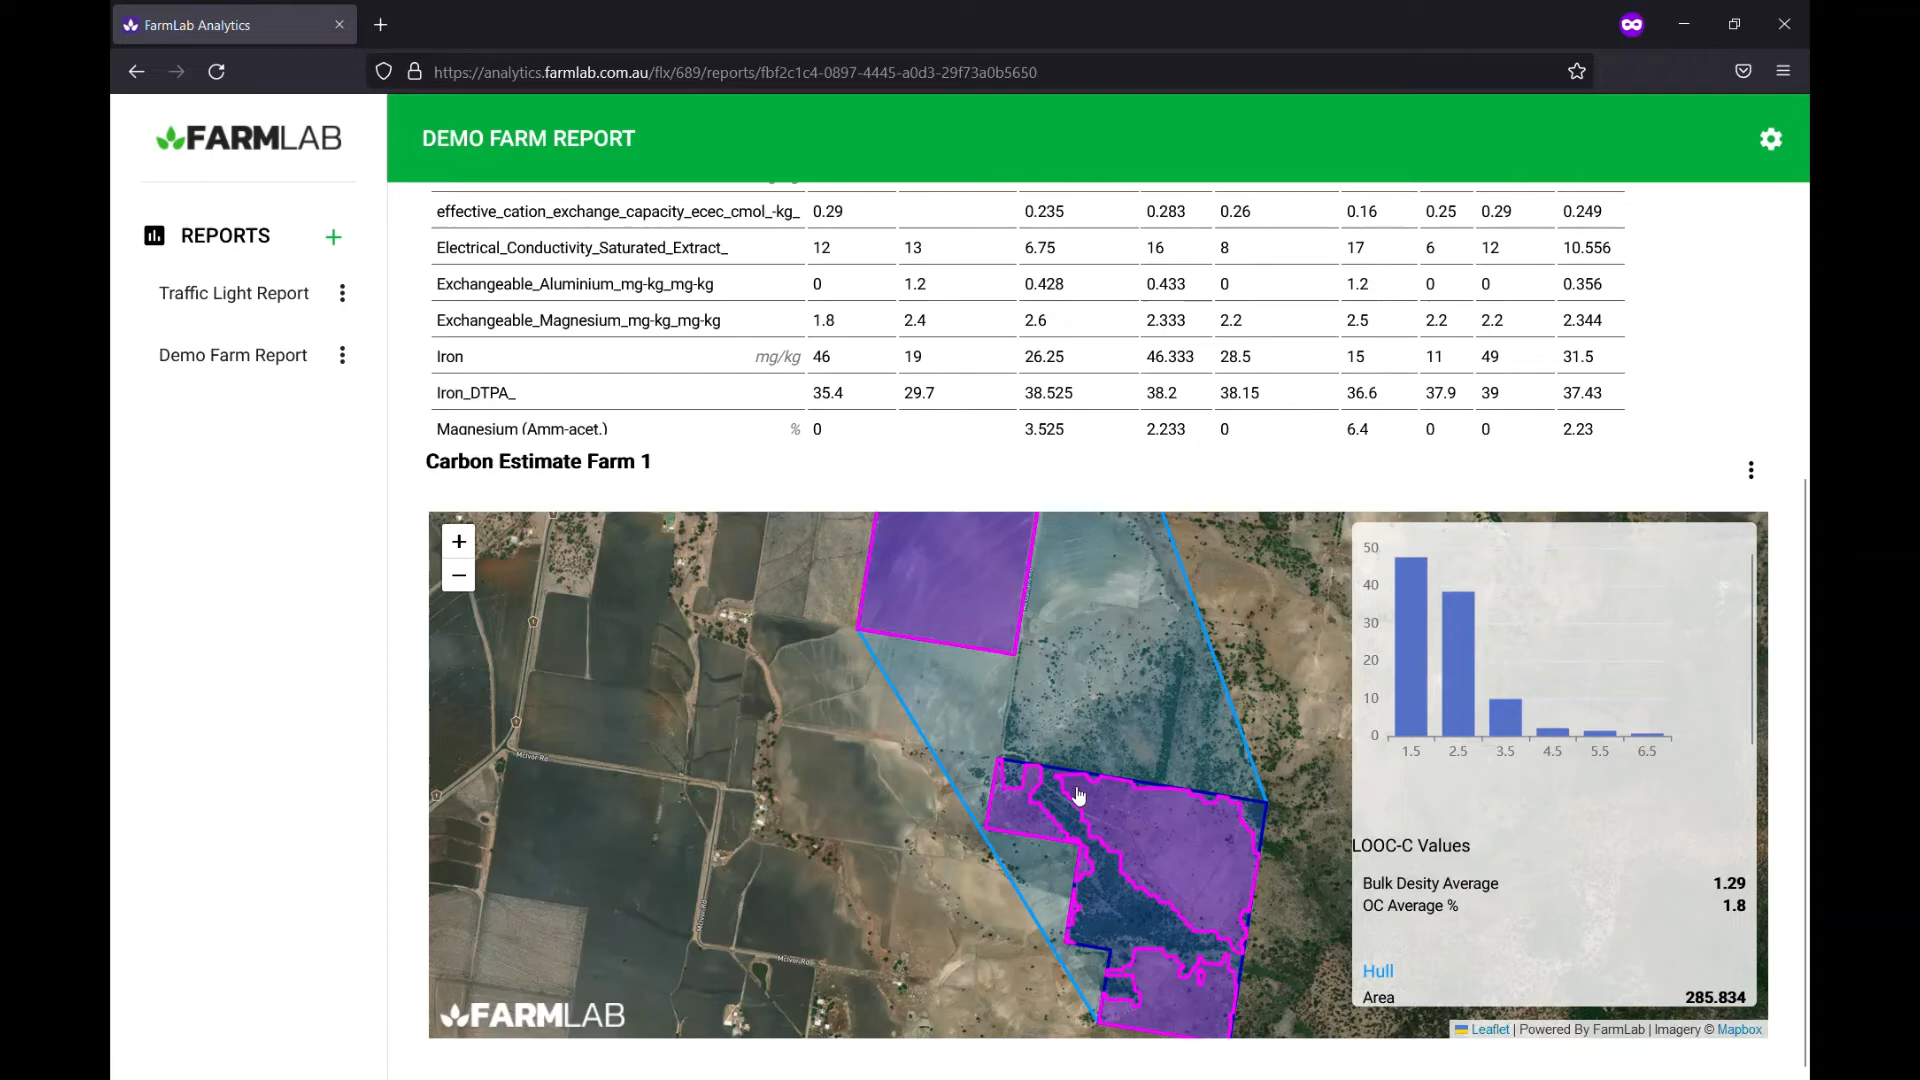 FarmLab Analytics
https://analytics.farmlab.com.au/flx/689/reports/fbf2c1c4-0897-4445-a0d3-29f73a0b5650
FARMLAB
DEMO FARM REPORT
REPORTS
Traffic Light Report
Demo Farm Report
effective_cation_exchange_capacity_ecec_cmol_-kg_ 0.29 0.235 0.283 0.26 0.16 0.25 0.29 0.249
Electrical_Conductivity_Saturated_Extract_ 12 13 6.75 16 8 17 6 12 10.556
Exchangeable_Aluminium_mg-kg_mg-kg 0 1.2 0.428 0.433 0 1.2 0 0 0.356
Exchangeable_Magnesium_mg-kg_mg-kg 1.8 2.4 2.6 2.333 2.2 2.5 2.2 2.2 2.344
Iron mg/kg 46 19 26.25 46.333 28.5 15 11 49 31.5
Iron_DTPA_ 35.4 29.7 38.525 38.2 38.15 36.6 37.9 39 37.43
Magnesium (Amm-acet.) % 0 3.525 2.233 0 6.4 0 0 2.23
Carbon Estimate Farm 1
+
−
McIvor Rd
McIvor Rd
McIvor Rd
50
40
30
20
10
0
1.5 2.5 3.5 4.5 5.5 6.5
LOOC-C Values
Bulk Desity Average 1.29
OC Average % 1.8
Hull
Area 285.834
FARMLAB
Leaflet | Powered By FarmLab | Imagery © Mapbox